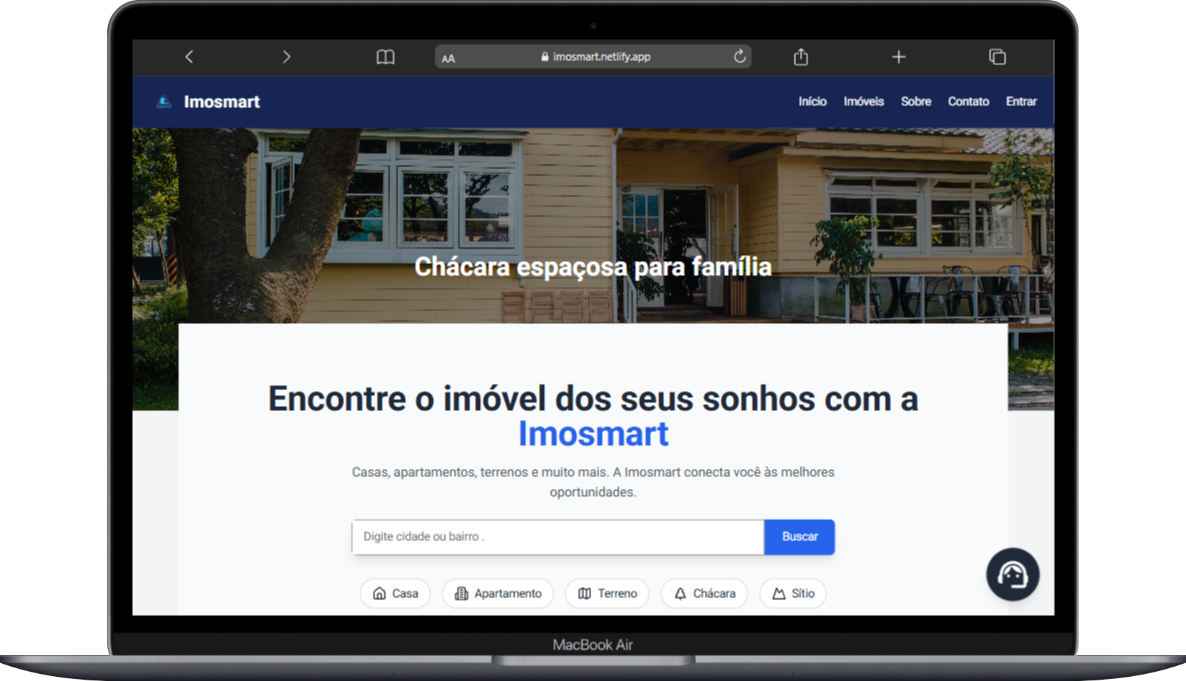 AA
imosmart.netlify.app
Imosmart
Início Imóveis Sobre Contato Entrar
Chácara espaçosa para família
Encontre o imóvel dos seus sonhos com a
Imosmart
Casas, apartamentos, terrenos e muito mais. A Imosmart conecta você às melhores
oportunidades.
Digite cidade ou bairro .
Buscar
Casa
Apartamento
Terreno
Chácara
Sítio
MacBook Air